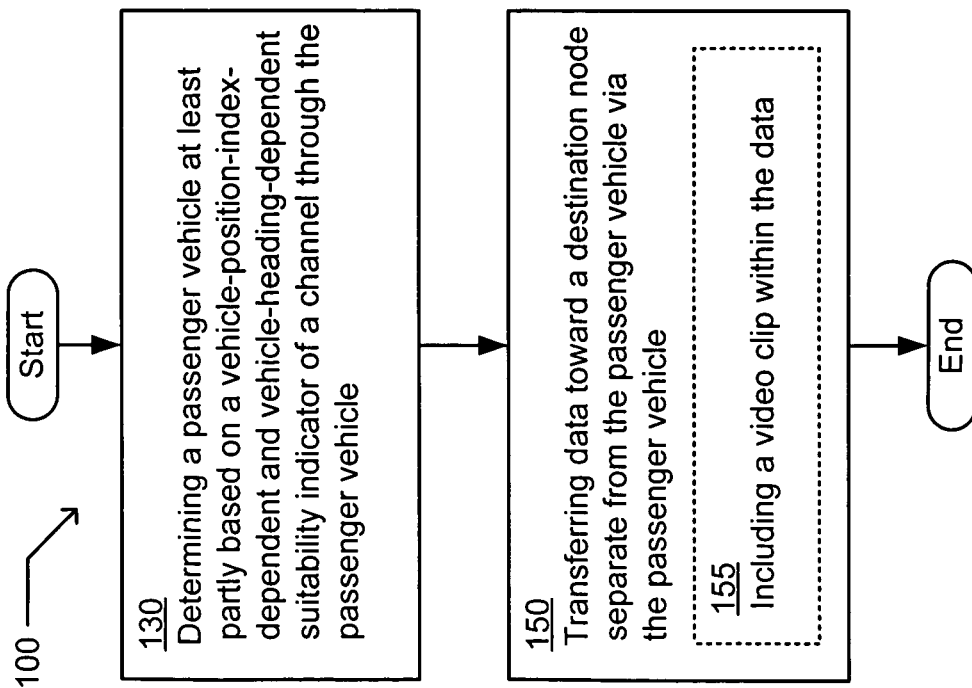 100
Start
130
Determining a passenger vehicle at least
partly based on a vehicle-position-index-
dependent and vehicle-heading-dependent
suitability indicator of a channel through the
passenger vehicle
150
Transferring data toward a destination node
separate from the passenger vehicle via
the passenger vehicle
155
Including a video clip within the data
End